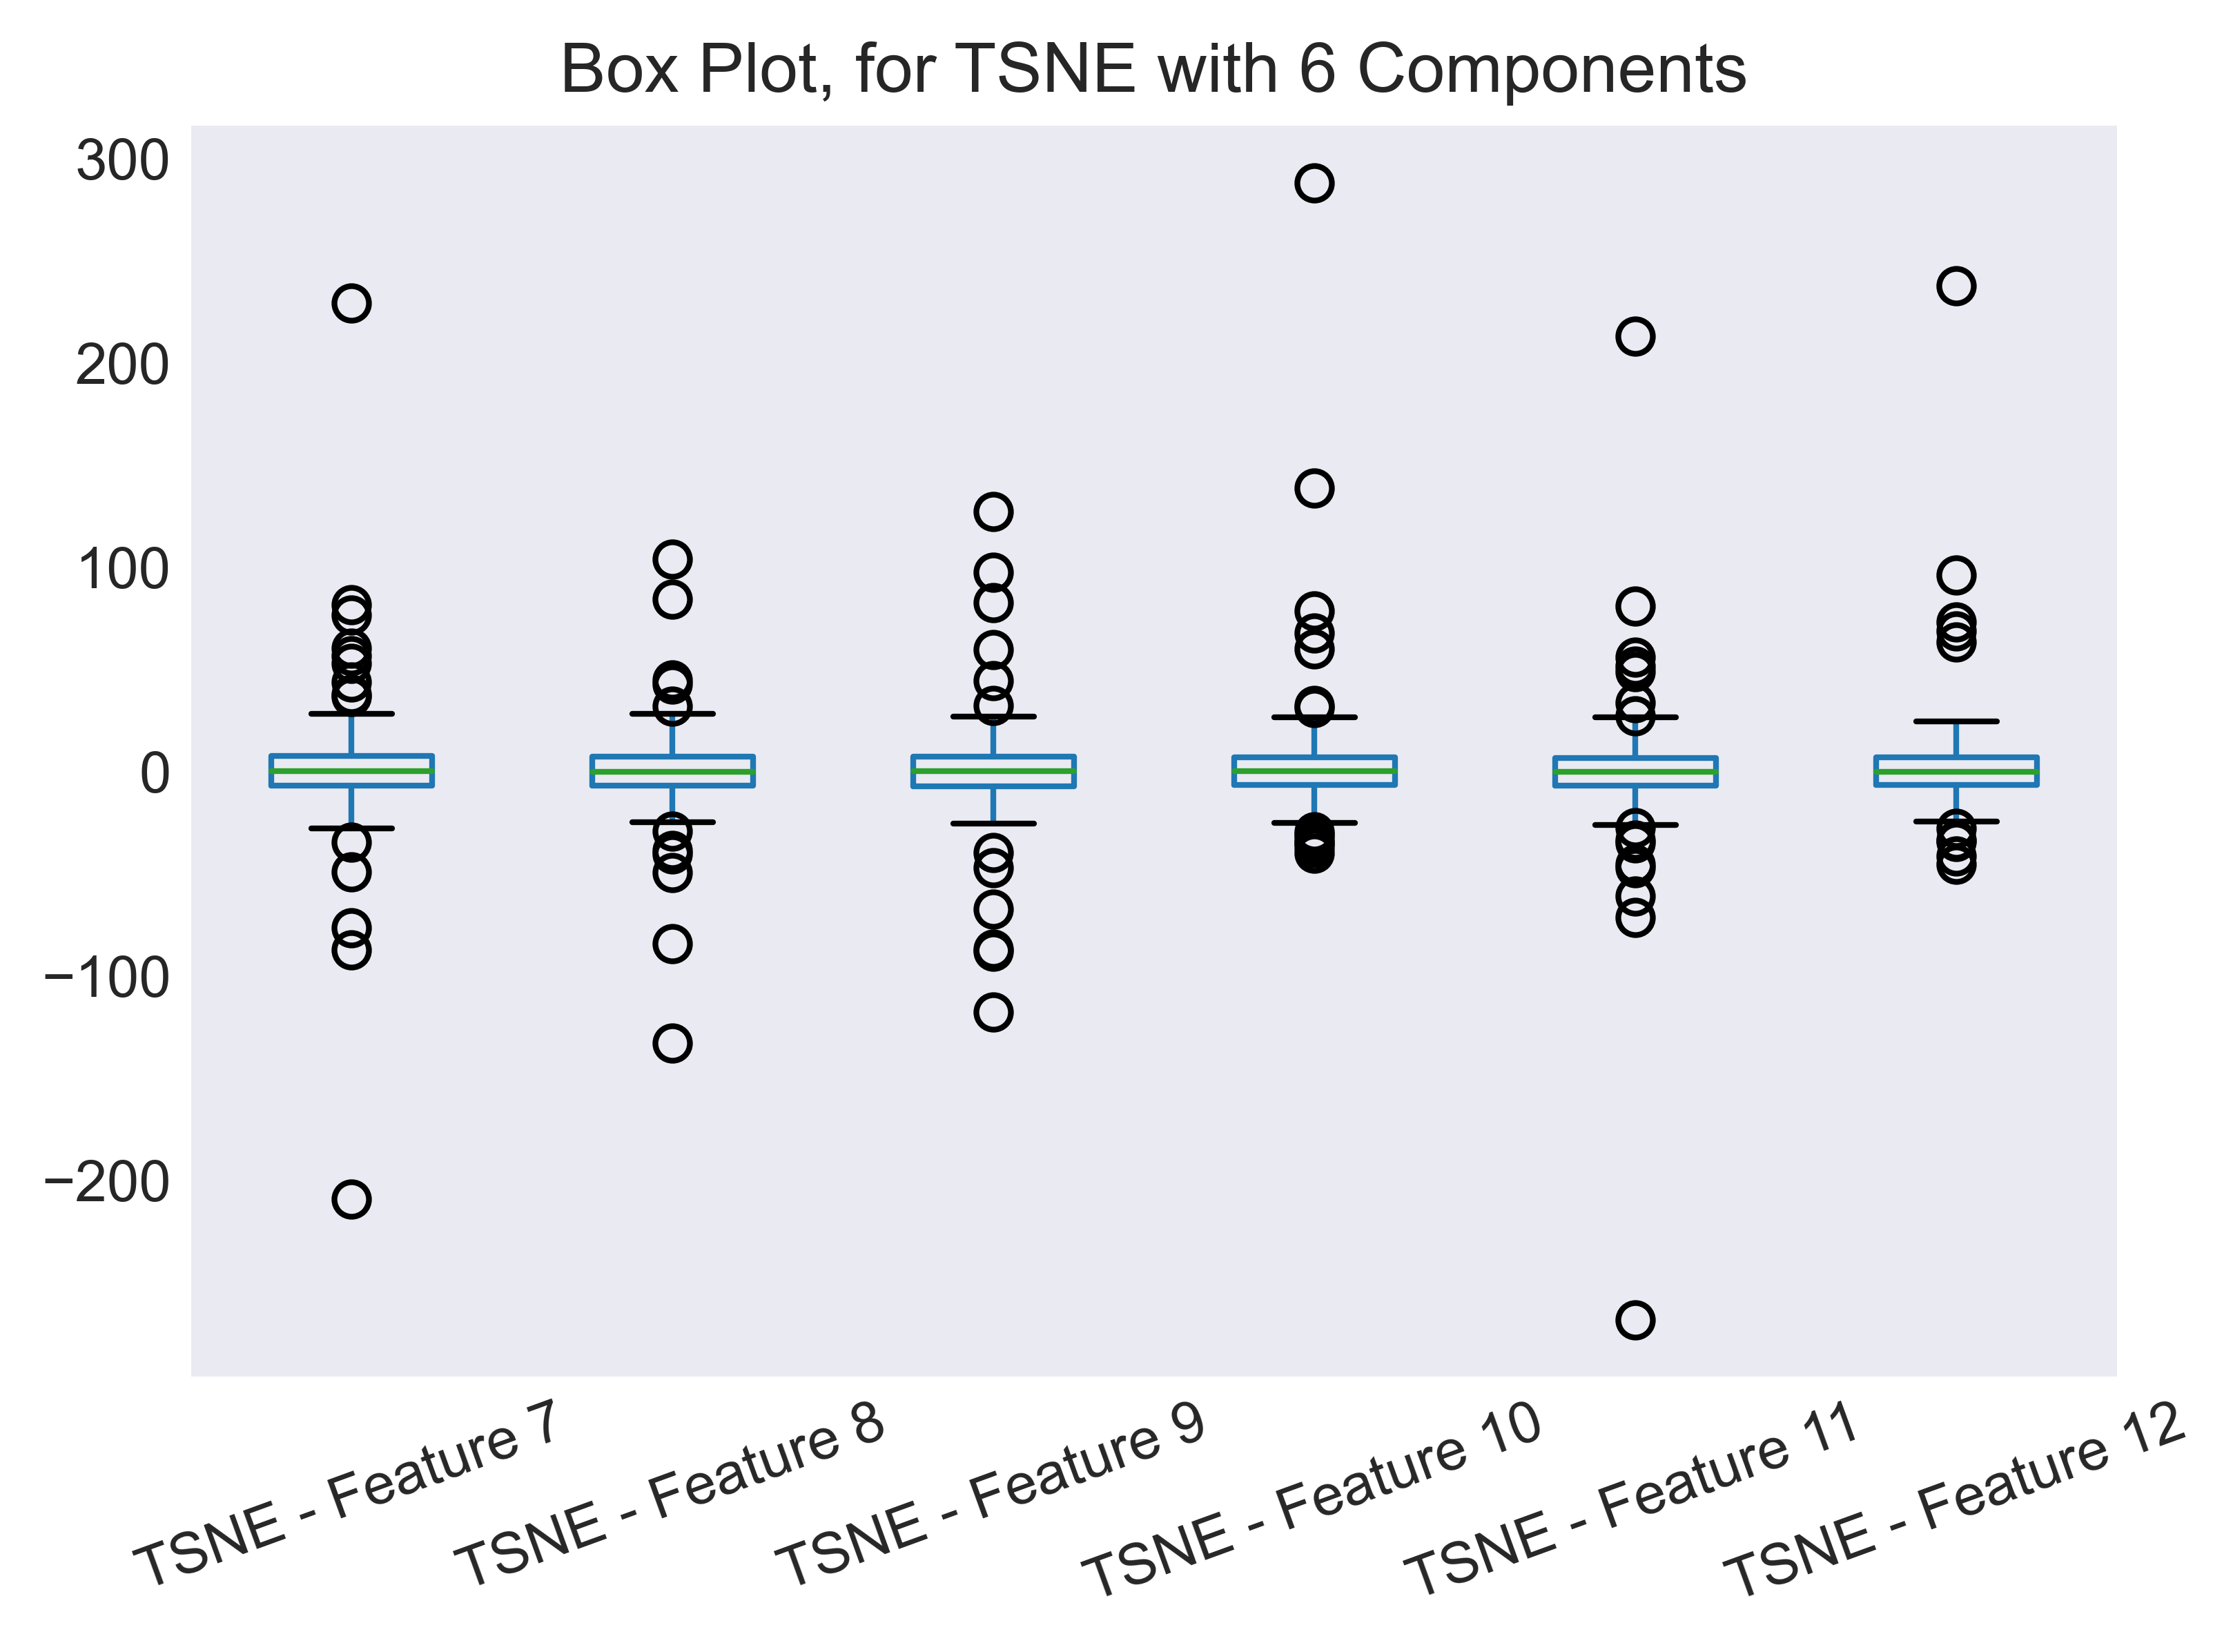 Box Plot, for TSNE with 6 Components
300
200
100
0
−100
−200
TSNE - Feature 7
TSNE - Feature 8
TSNE - Feature 9
TSNE - Feature 10
TSNE - Feature 11
TSNE - Feature 12